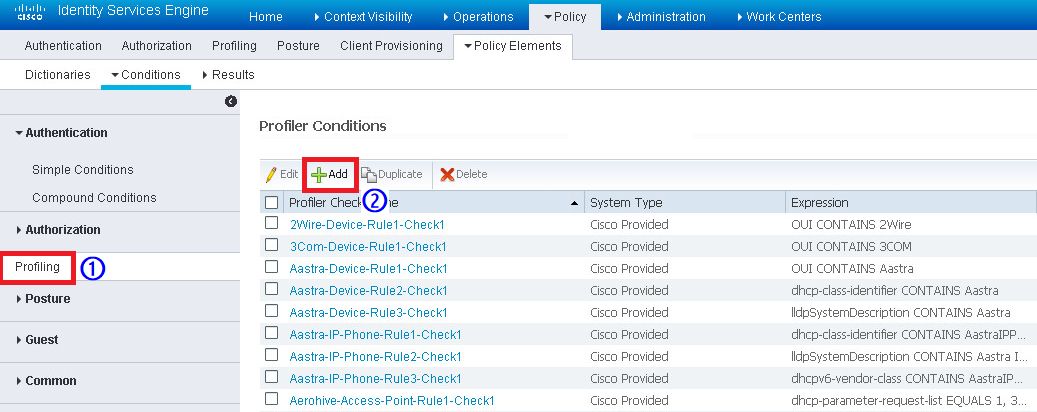 cisco Identity Services Engine Home Context Visibility Operations Policy Administration Work Centers
Authentication Authorization Profiling Posture Client Provisioning Policy Elements
Dictionaries Conditions Results
Authentication
Simple Conditions
Compound Conditions
Authorization
Profiling 1
Posture
Guest
Common
Profiler Conditions
Edit Add Duplicate Delete
2
Profiler Check me System Type Expression
2Wire-Device-Rule1-Check1 Cisco Provided OUI CONTAINS 2Wire
3Com-Device-Rule1-Check1 Cisco Provided OUI CONTAINS 3COM
Aastra-Device-Rule1-Check1 Cisco Provided OUI CONTAINS Aastra
Aastra-Device-Rule2-Check1 Cisco Provided dhcp-class-identifier CONTAINS Aastra
Aastra-Device-Rule3-Check1 Cisco Provided lldpSystemDescription CONTAINS Aastra
Aastra-IP-Phone-Rule1-Check1 Cisco Provided dhcp-class-identifier CONTAINS AastraIPP...
Aastra-IP-Phone-Rule2-Check1 Cisco Provided lldpSystemDescription CONTAINS Aastra I...
Aastra-IP-Phone-Rule3-Check1 Cisco Provided dhcpv6-vendor-class CONTAINS AastraIP...
Aerohive-Access-Point-Rule1-Check1 Cisco Provided dhcp-parameter-request-list EQUALS 1, 3...